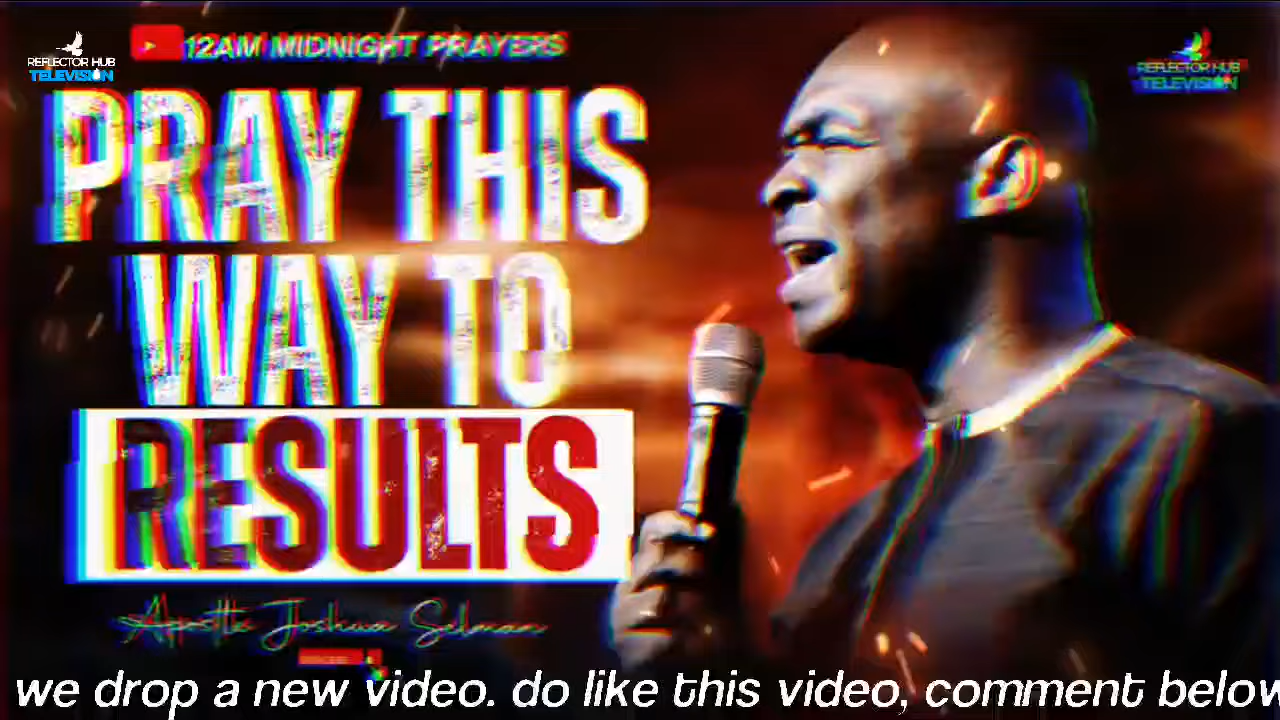 REFLECTOR HUB
TELEVISION
12AM MIDNIGHT PRAYERS
REFLECTOR HUB
TELEVISION
PRAY THIS
WAY TO
RESULTS
Apostle Joshua Selman
we drop a new video. do like this video, comment below